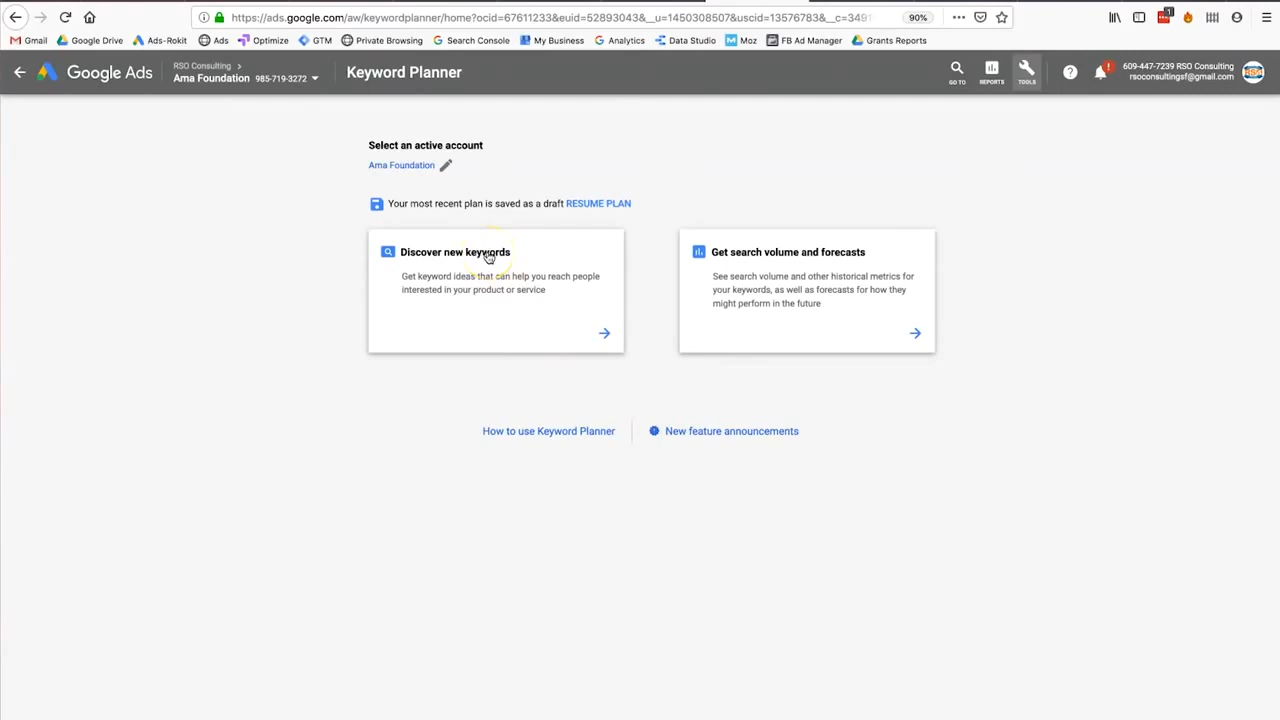 https://ads.google.com/aw/keywordplanner/home?ocid=67611233&euid=52893043&__u=1450308507&uscid=13576783&__c=349
90%
Gmail Google Drive Ads-Rokit Ads Optimize GTM Private Browsing Search Console My Business Analytics Data Studio Moz FB Ad Manager Grants Reports
Google Ads
RSO Consulting >
Ama Foundation 985-719-3272
Keyword Planner
GO TO
REPORTS
TOOLS
?
!
609-447-7239 RSO Consulting
rsoconsultingsf@gmail.com
Select an active account
Ama Foundation
Your most recent plan is saved as a draft RESUME PLAN
Discover new keywords
Get keyword ideas that can help you reach people
interested in your product or service
Get search volume and forecasts
See search volume and other historical metrics for
your keywords, as well as forecasts for how they
might perform in the future
How to use Keyword Planner
New feature announcements